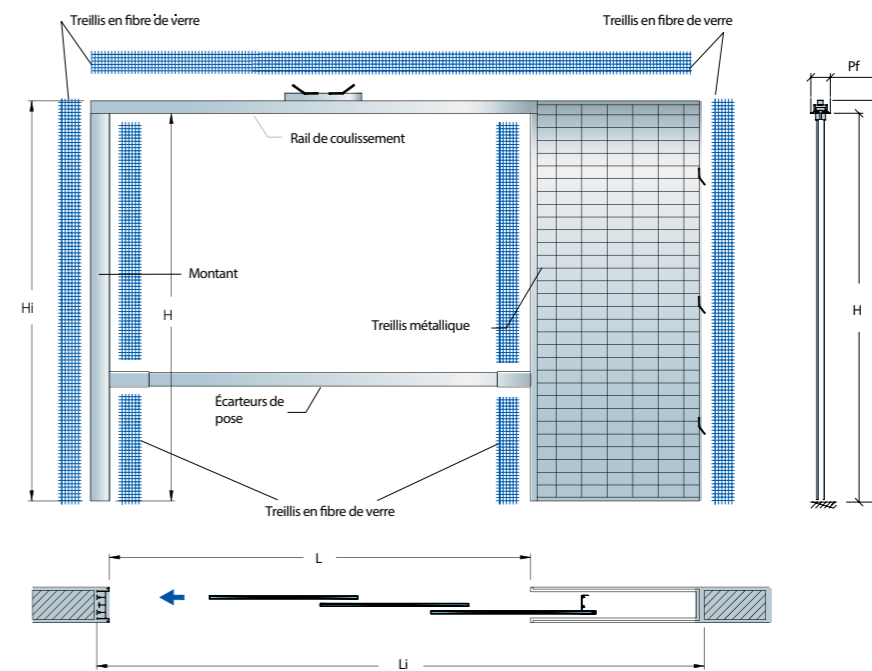 Treillis en fibre de verre
Treillis en fibre de verre
Pf
Rail de coulissement
Montant
Hi
H
H
Treillis métallique
Écarteurs de
pose
Treillis en fibre de verre
L
Li